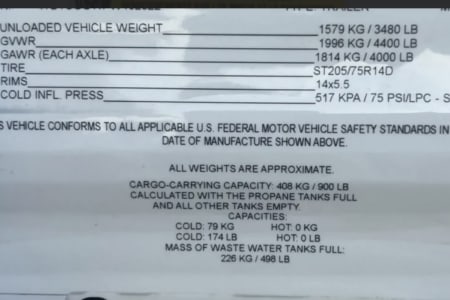 TYPE: TRAILER
UNLOADED VEHICLE WEIGHT 1579 KG / 3480 LB
GVWR 1996 KG / 4400 LB
GAWR (EACH AXLE) 1814 KG / 4000 LB
TIRE ST205/75R14D
RIMS 14x5.5
COLD INFL. PRESS 517 KPA / 75 PSI/LPC - S
S VEHICLE CONFORMS TO ALL APPLICABLE U.S. FEDERAL MOTOR VEHICLE SAFETY STANDARDS IN
DATE OF MANUFACTURE SHOWN ABOVE.
ALL WEIGHTS ARE APPROXIMATE.
CARGO-CARRYING CAPACITY: 408 KG / 900 LB
CALCULATED WITH THE PROPANE TANKS FULL
AND ALL OTHER TANKS EMPTY.
CAPACITIES:
COLD: 79 KG HOT: 0 KG
COLD: 174 LB HOT: 0 LB
MASS OF WASTE WATER TANKS FULL:
226 KG / 498 LB